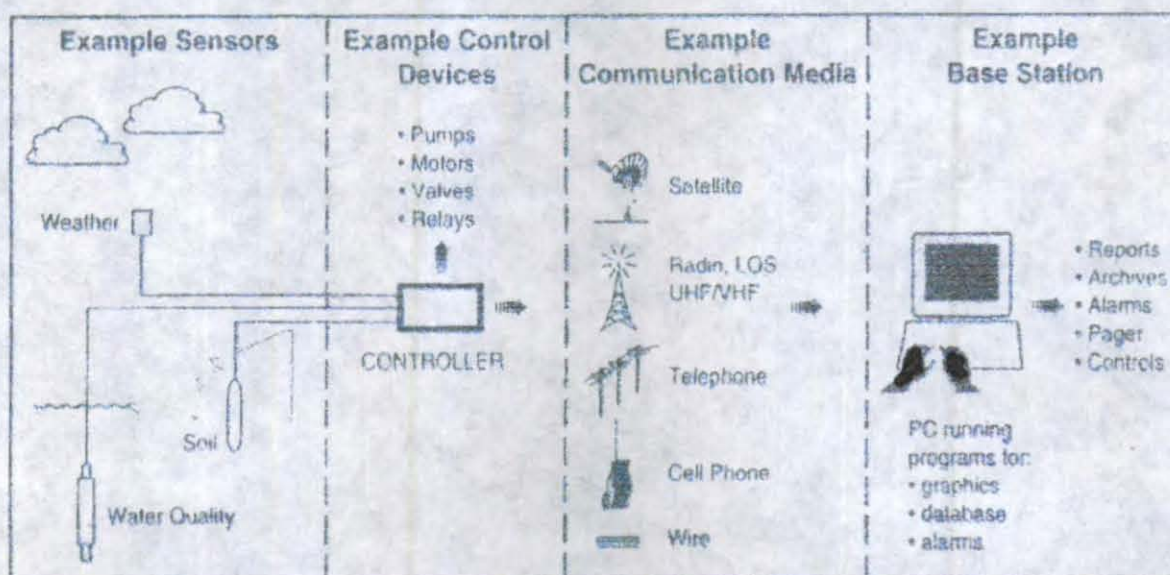 Example Sensors
Weather
Soil
Water Quality
Example Control
Devices
• Pumps
• Motors
• Valves
• Relays
CONTROLLER
Example
Communication Media
Satellite
Radio, LOS
UHF/VHF
Telephone
Cell Phone
Wire
Example
Base Station
• Reports
• Archives
• Alarms
• Pager
• Controls
PC running
programs for:
• graphics
• database
• alarms